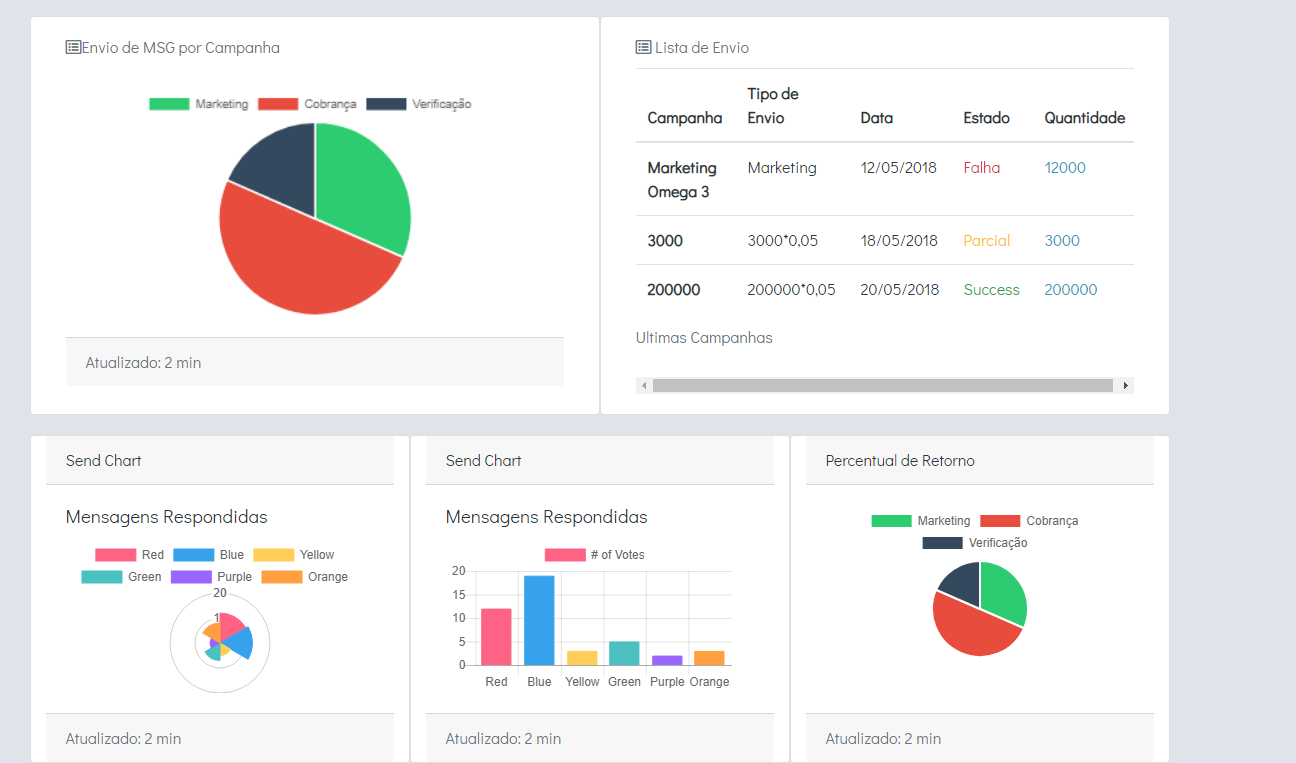 Envio de MSG por Campanha
Marketing Cobrança Verificação
Atualizado: 2 min
Lista de Envio
Campanha Tipo de Envio Data Estado Quantidade
Marketing Omega 3 Marketing 12/05/2018 Falha 12000
3000 3000*0,05 18/05/2018 Parcial 3000
200000 200000*0,05 20/05/2018 Success 200000
Ultimas Campanhas
Send Chart
Mensagens Respondidas
Red Blue Yellow
Green Purple Orange
20
1
Atualizado: 2 min
Send Chart
Mensagens Respondidas
# of Votes
20
15
10
5
0
Red Blue Yellow Green Purple Orange
Atualizado: 2 min
Percentual de Retorno
Marketing Cobrança
Verificação
Atualizado: 2 min